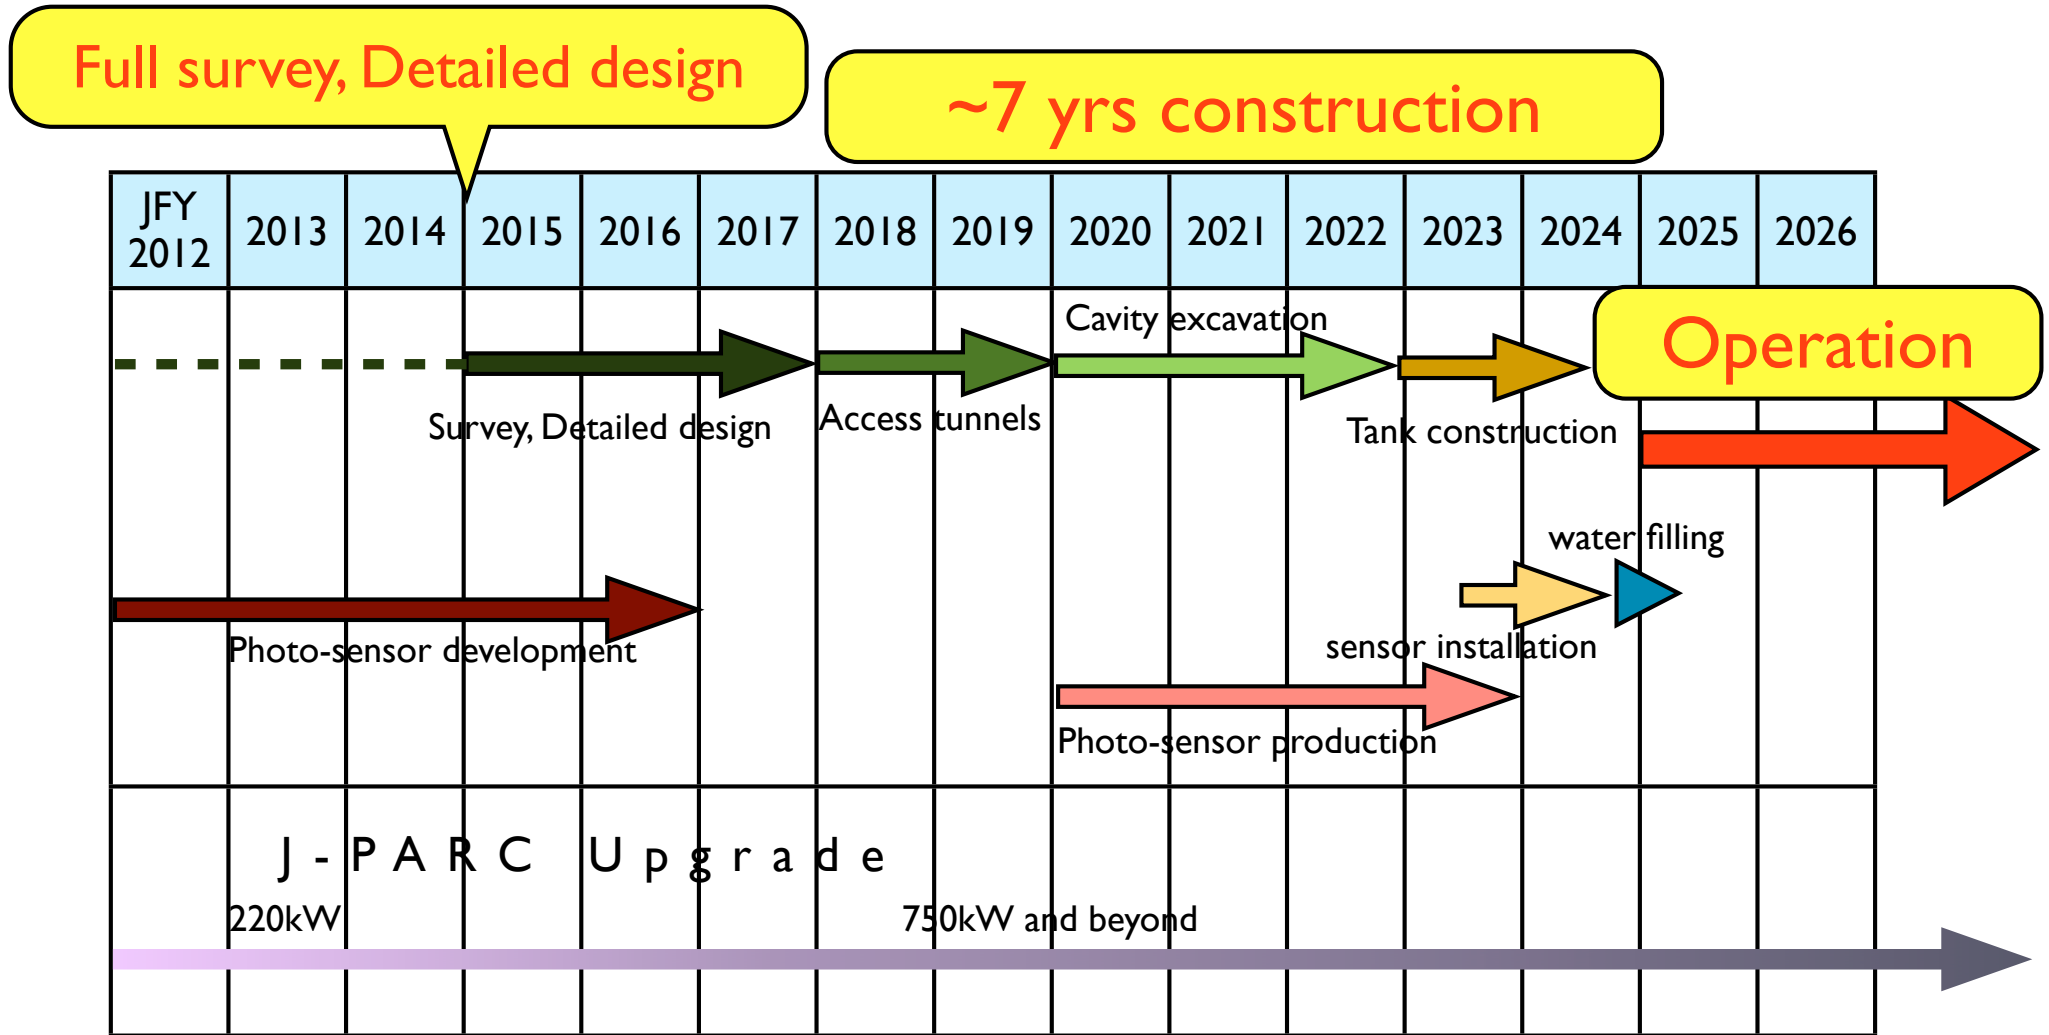 Full survey, Detailed design
~7 yrs construction
JFY
2012
2013
2014
2015
2016
2017
2018
2019
2020
2021
2022
2023
2024
2025
2026
Cavity excavation
Operation
Survey, Detailed design
Access tunnels
Tank construction
water filling
Photo-sensor development
sensor installation
Photo-sensor production
J-PARC Upgrade
220kW
750kW and beyond